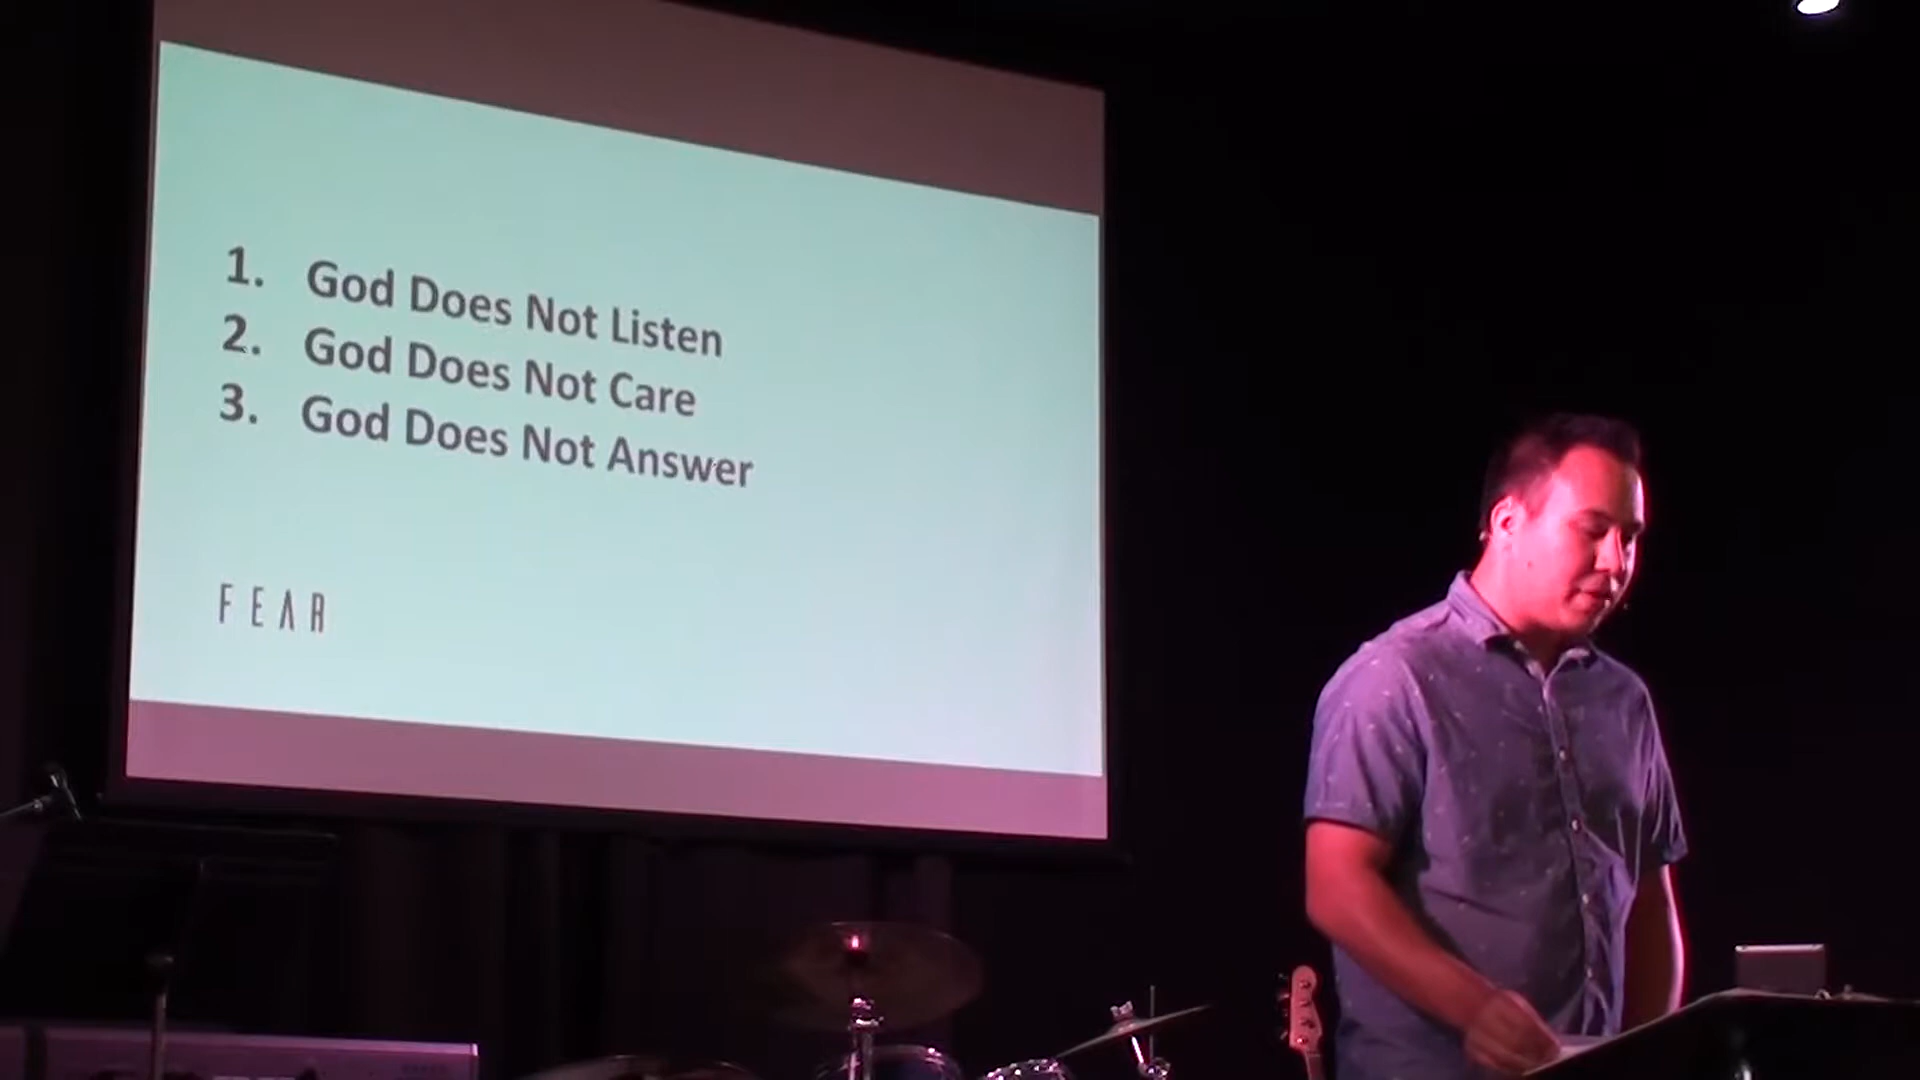 1. God Does Not Listen
2. God Does Not Care
3. God Does Not Answer
FEAR